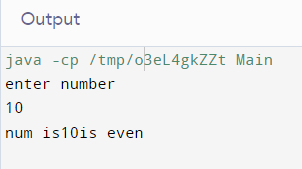 Output
java -cp /tmp/o3eL4gkZZt Main
enter number
10
num is10is even